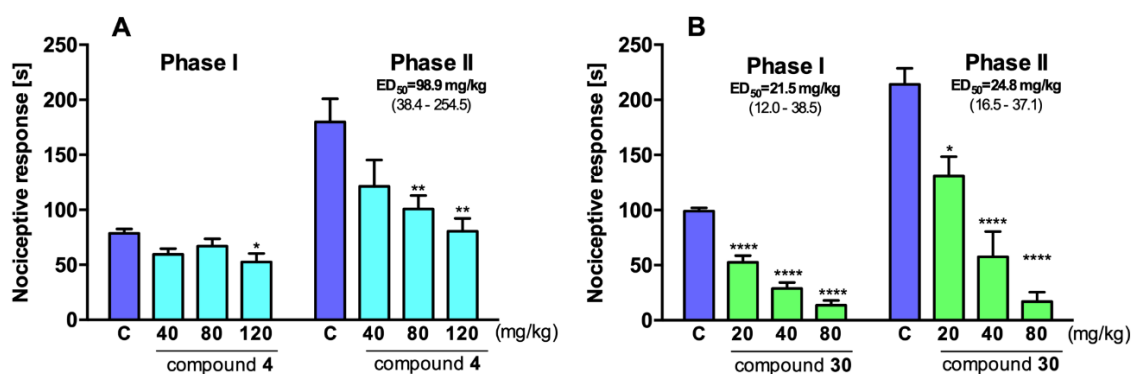 A
Nociceptive response [s]
250
200
150
100
50
0
Phase I
Phase II
ED50=98.9 mg/kg
(38.4 - 254.5)
*
**
**
C 40 80 120 C 40 80 120 (mg/kg)
compound 4 compound 4
B
Nociceptive response [s]
250
200
150
100
50
0
Phase I
ED50=21.5 mg/kg
(12.0 - 38.5)
Phase II
ED50=24.8 mg/kg
(16.5 - 37.1)
****
****
****
*
****
****
C 20 40 80 C 20 40 80 (mg/kg)
compound 30 compound 30